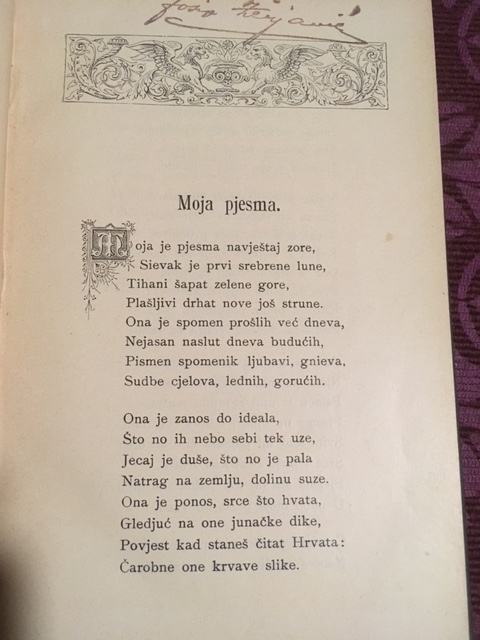 Josip
Moja pjesma.
Moja je pjesma navještaj zore,
Sievak je prvi srebrene lune,
Tihani šapat zelene gore,
Plašljivi drhat nove još strune.
Ona je spomen prošlih već dneva,
Nejasan naslut dneva budućih,
Pismen spomenik ljubavi, gnieva,
Sudbe cjelova, lednih, gorućih.
Ona je zanos do ideala,
Što no ih nebo sebi tek uze,
Jecaj je duše, što no je pala
Natrag na zemlju, dolinu suze.
Ona je ponos, srce što hvata,
Gledjuć na one junačke dike,
Povjest kad staneš čitat Hrvata:
Čarobne one krvave slike.